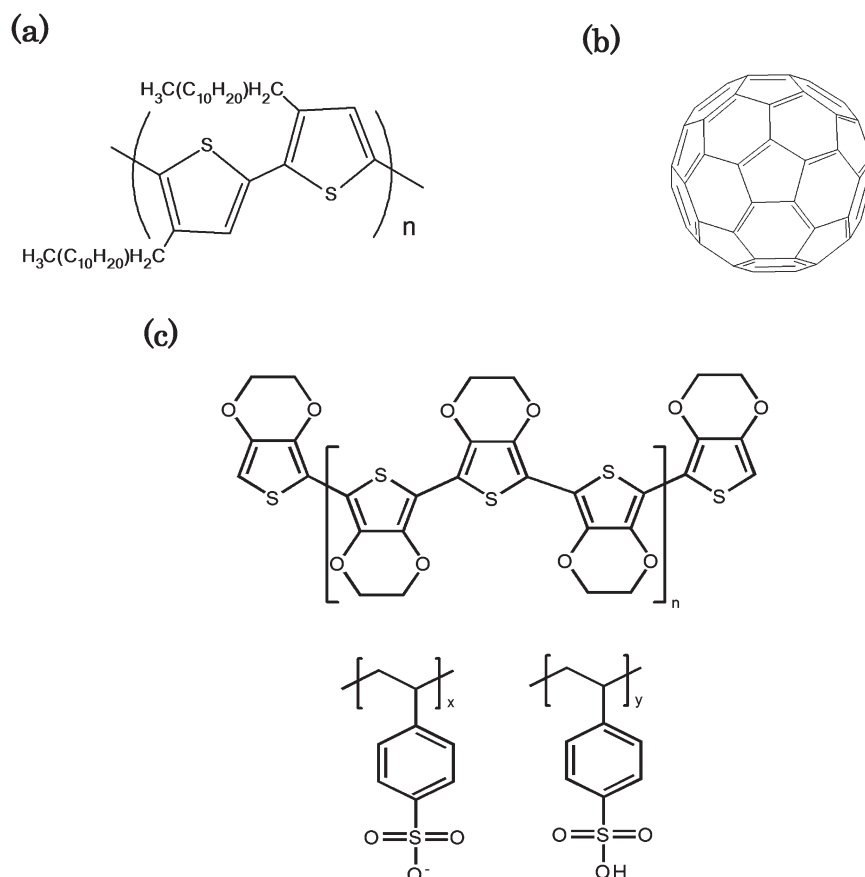 (a)
(b)
H₃C(C₁₀H₂₀)H₂C
S
S
n
H₃C(C₁₀H₂₀)H₂C
(c)
O O O O O O
S S S
S S
O O O O
n
x y
O S O O S O
O⁻ OH